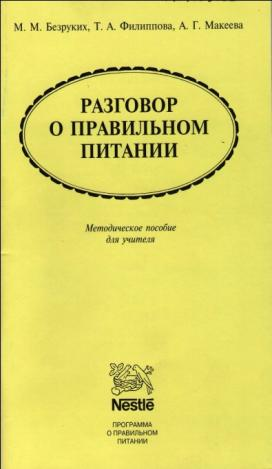 М. М. Безруких, Т. А. Филиппова, А. Г. Макеева
РАЗГОВОР
О ПРАВИЛЬНОМ
ПИТАНИИ
Методическое пособие
для учителя
Nestlé
ПРОГРАММА
О ПРАВИЛЬНОМ
ПИТАНИИ